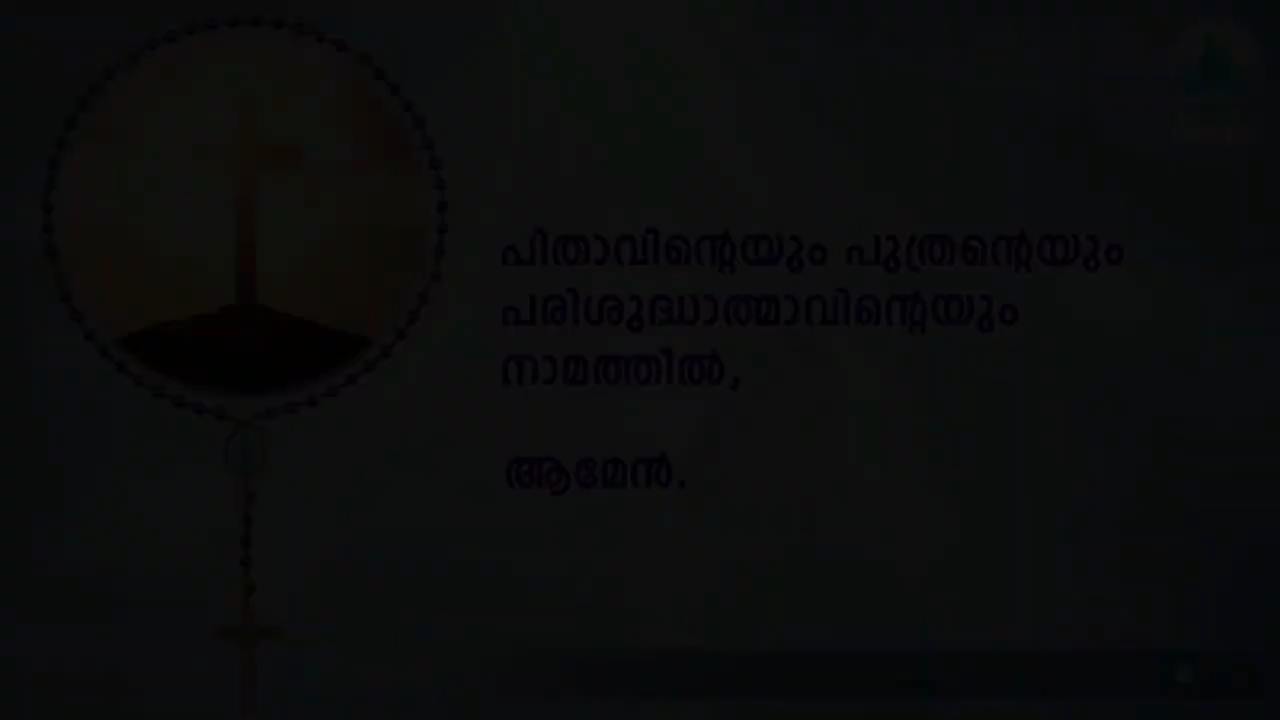 പിതാവിന്റെയും പുത്രന്റെയും
പരിശുദ്ധാത്മാവിന്റെയും
നാമത്തിൽ,
ആമേൻ.